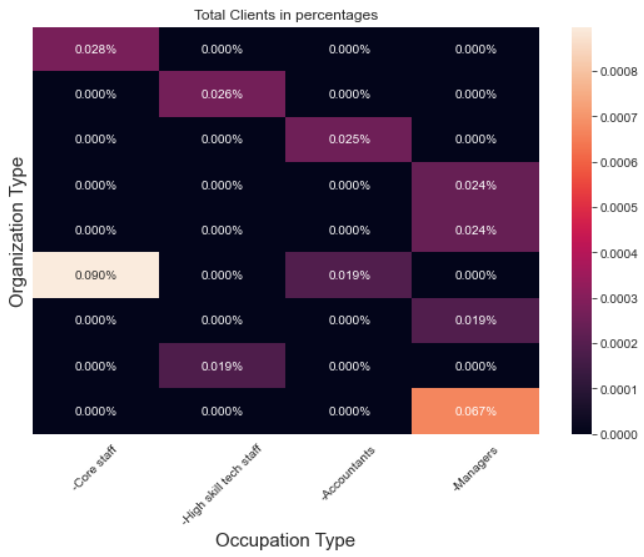 Total Clients in percentages
0.028% 0.000% 0.000% 0.000%
0.000% 0.026% 0.000% 0.000%
0.000% 0.000% 0.025% 0.000%
0.000% 0.000% 0.000% 0.024%
0.000% 0.000% 0.000% 0.024%
0.090% 0.000% 0.019% 0.000%
0.000% 0.000% 0.000% 0.019%
0.000% 0.019% 0.000% 0.000%
0.000% 0.000% 0.000% 0.067%
Organization Type
-Core staff
-High skill tech staff
-Accountants
-Managers
Occupation Type
0.0008
0.0007
0.0006
0.0005
0.0004
0.0003
0.0002
0.0001
0.0000